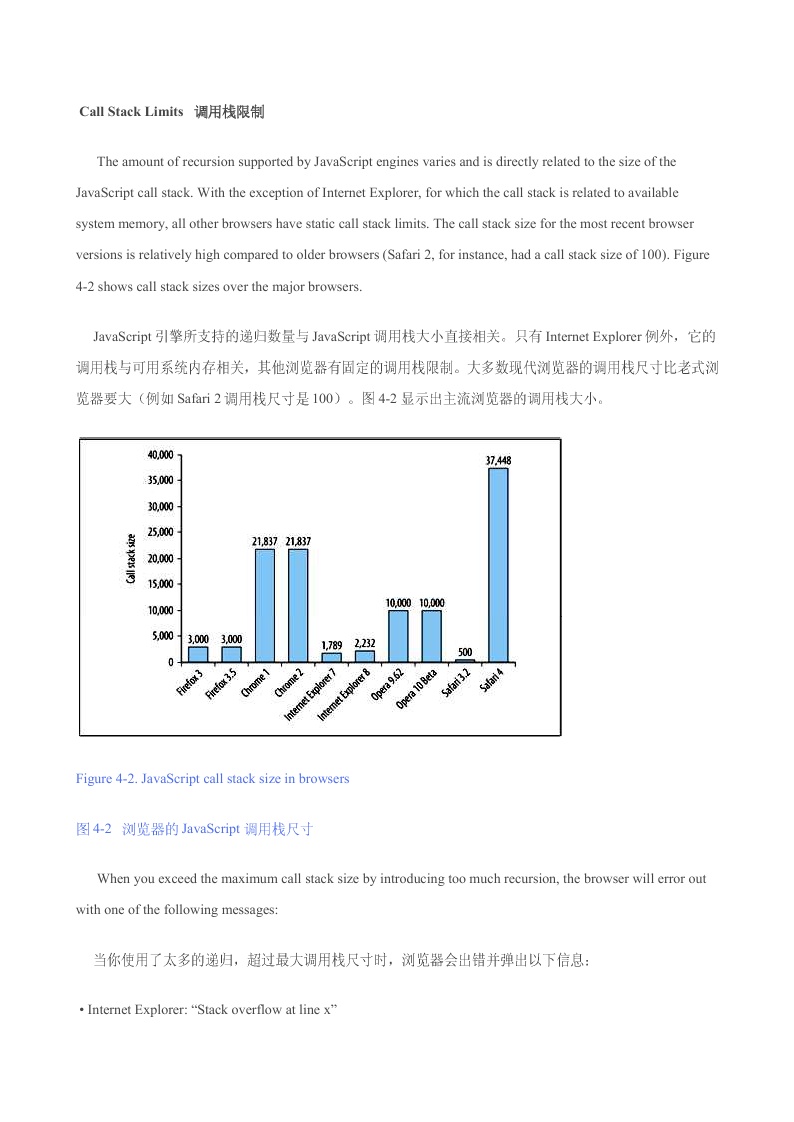 Call Stack Limits 调用栈限制
The amount of recursion supported by JavaScript engines varies and is directly related to the size of the
JavaScript call stack. With the exception of Internet Explorer, for which the call stack is related to available
system memory, all other browsers have static call stack limits. The call stack size for the most recent browser
versions is relatively high compared to older browsers (Safari 2, for instance, had a call stack size of 100). Figure
4-2 shows call stack sizes over the major browsers.
JavaScript 引擎所支持的递归数量与 JavaScript 调用栈大小直接相关。只有 Internet Explorer 例外，它的
调用栈与可用系统内存相关，其他浏览器有固定的调用栈限制。大多数现代浏览器的调用栈尺寸比老式浏
览器要大（例如 Safari 2 调用栈尺寸是 100）。图 4-2 显示出主流浏览器的调用栈大小。
Call stack size
40,000
35,000
30,000
25,000
20,000
15,000
10,000
5,000
0
3,000
3,000
21,837
21,837
1,789
2,232
10,000
10,000
500
37,448
Firefox 3
Firefox 3.5
Chrome 1
Chrome 2
Internet Explorer 7
Internet Explorer 8
Opera 9.62
Opera 10 Beta
Safari 3.2
Safari 4
Figure 4-2. JavaScript call stack size in browsers
图 4-2 浏览器的 JavaScript 调用栈尺寸
When you exceed the maximum call stack size by introducing too much recursion, the browser will error out
with one of the following messages:
当你使用了太多的递归，超过最大调用栈尺寸时，浏览器会出错并弹出以下信息：
• Internet Explorer: “Stack overflow at line x”